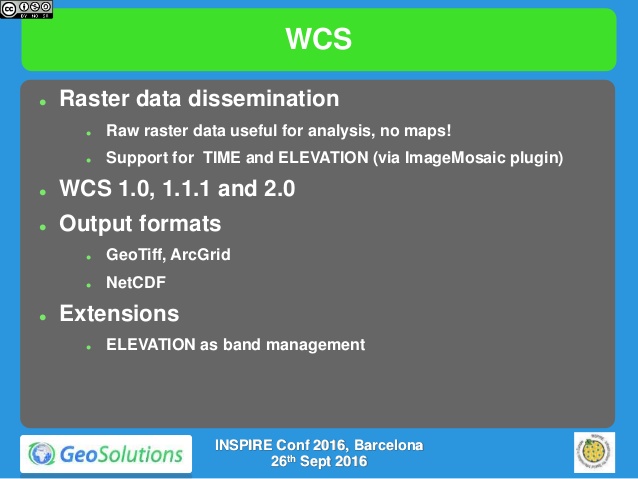 WCS
Raster data dissemination
Raw raster data useful for analysis, no maps!
Support for TIME and ELEVATION (via ImageMosaic plugin)
WCS 1.0, 1.1.1 and 2.0
Output formats
GeoTiff, ArcGrid
NetCDF
Extensions
ELEVATION as band management
GeoSolutions
INSPIRE Conf 2016, Barcelona
26th Sept 2016